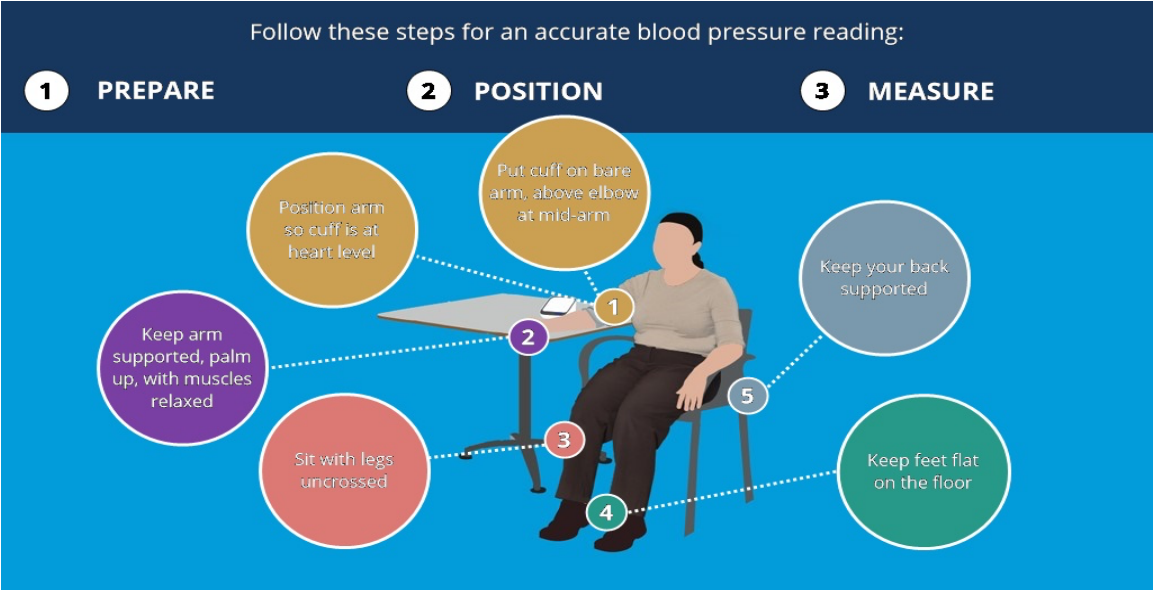 Follow these steps for an accurate blood pressure reading:
1 PREPARE
2 POSITION
3 MEASURE
Put cuff on bare
arm, above elbow
at mid-arm
Position arm
so cuff is at
heart level
Keep your back
supported
Keep arm
supported, palm
up, with muscles
relaxed
Sit with legs
uncrossed
Keep feet flat
on the floor
1
2
3
4
5